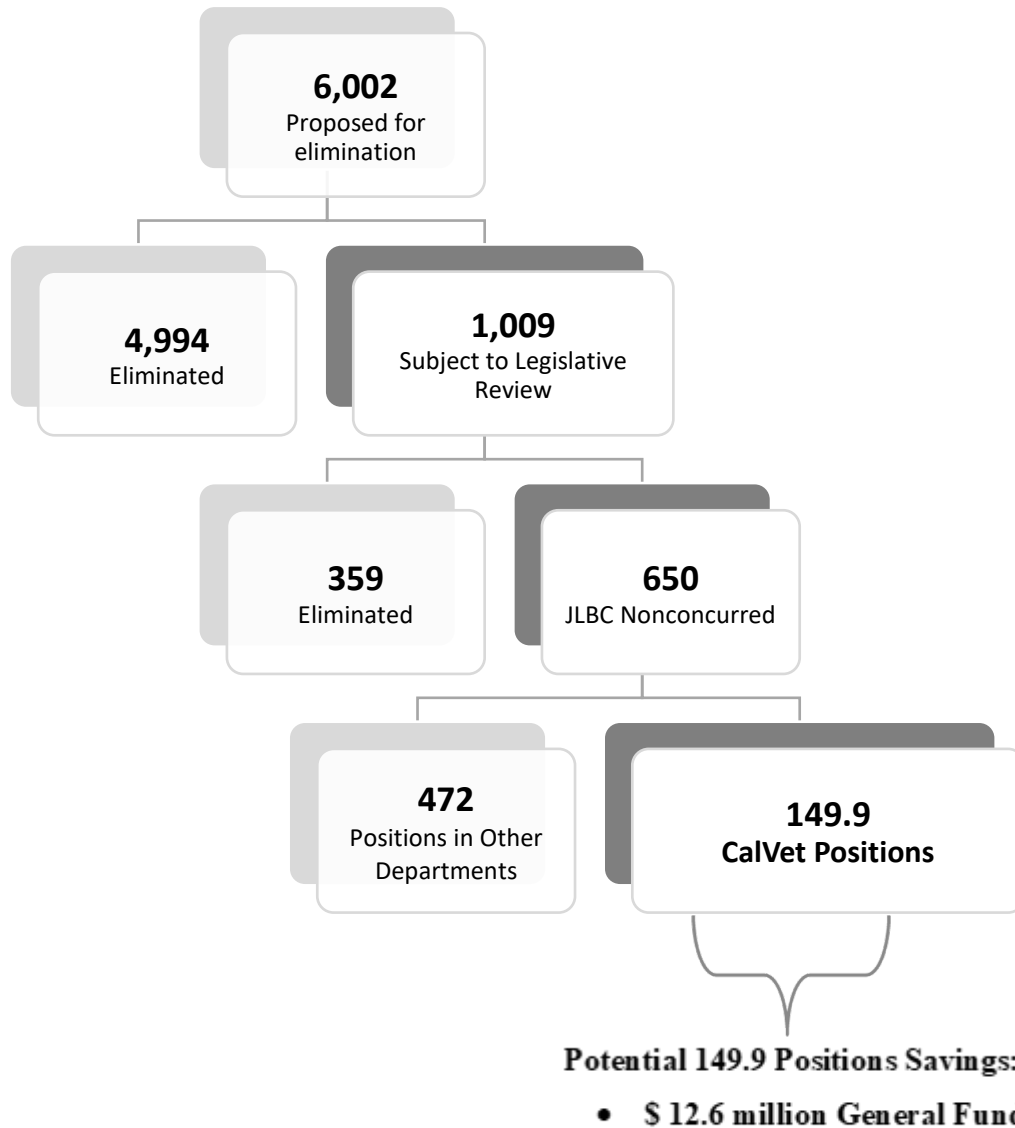 6,002
Proposed for
elimination
4,994
Eliminated
1,009
Subject to Legislative
Review
359
Eliminated
650
JLBC Nonconcurred
472
Positions in Other
Departments
149.9
CalVet Positions
Potential 149.9 Positions Savings:
• $ 12.6 million General Fund